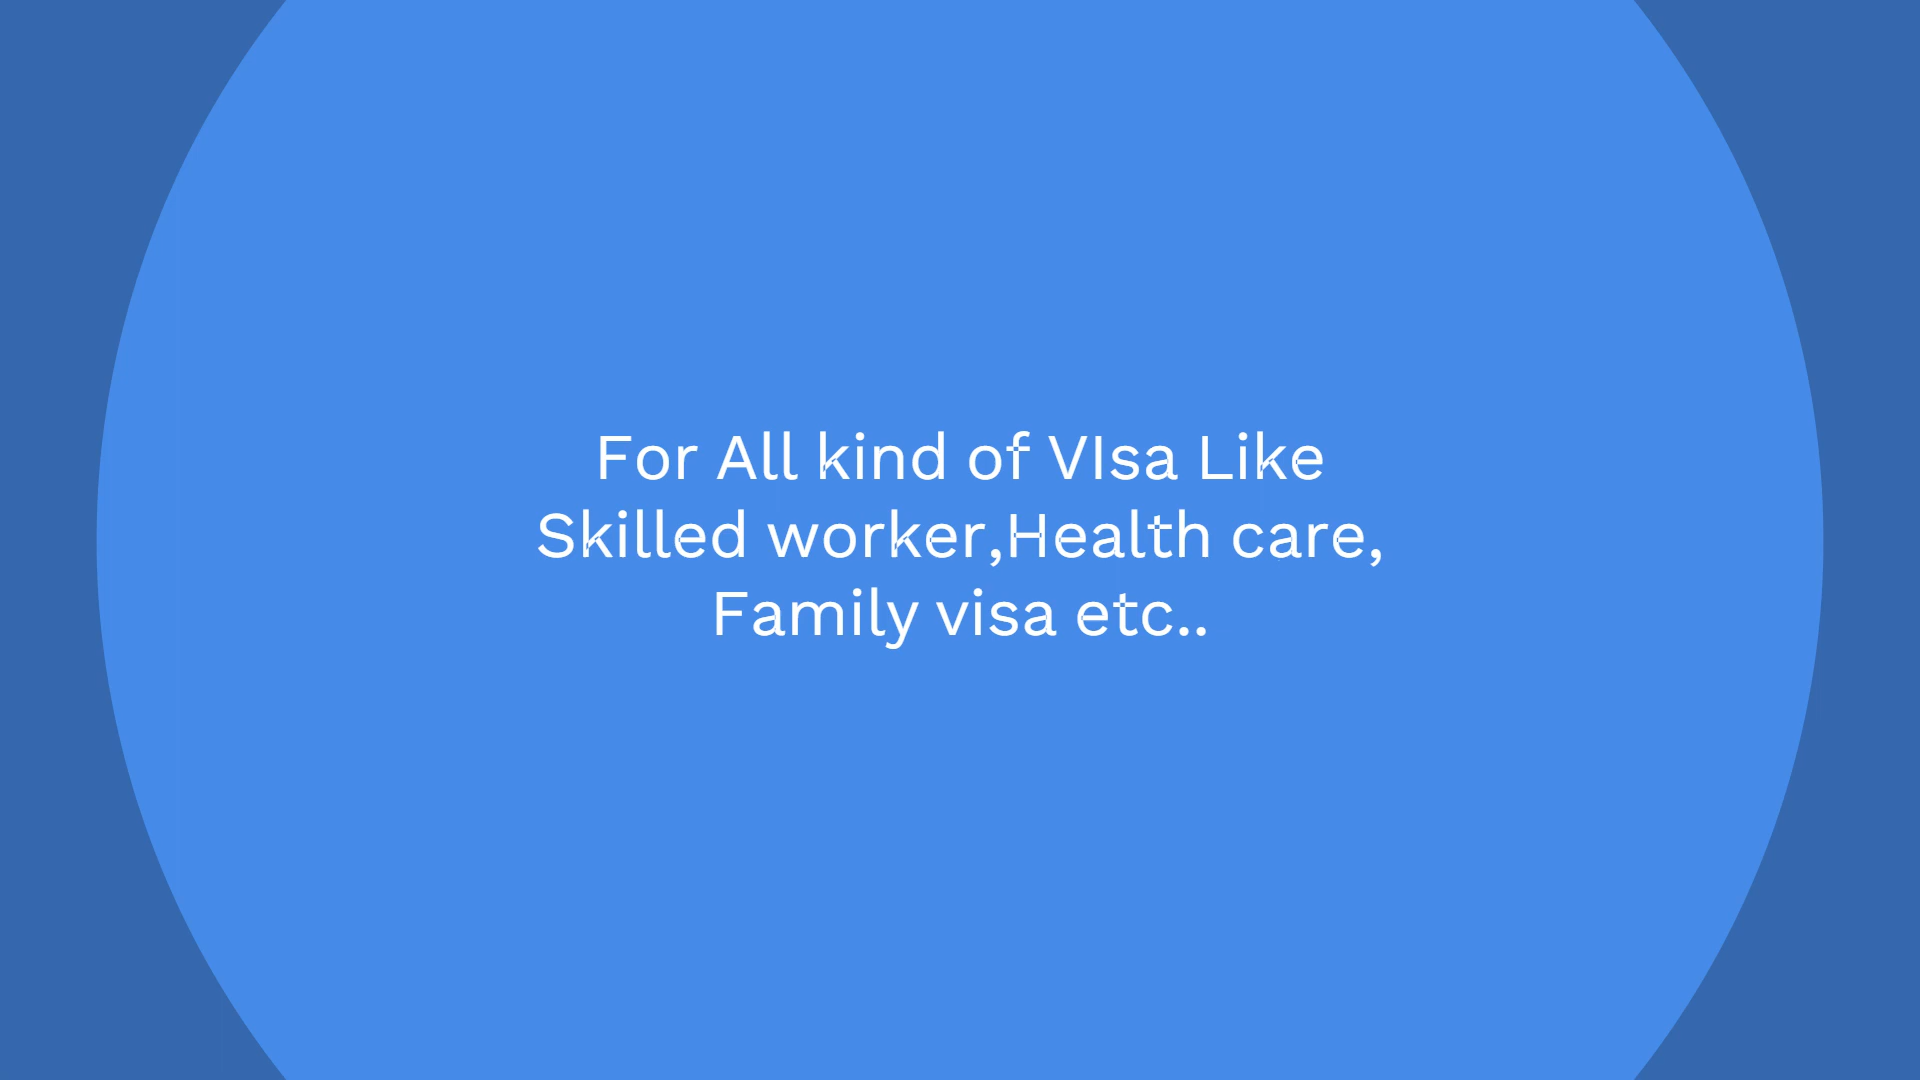 For All kind of VIsa Like
Skilled worker,Health care,
Family visa etc..